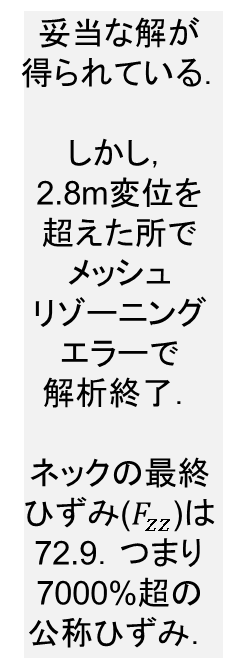 妥当な解が
得られている.
しかし,
2.8m変位を
超えた所で
メッシュ
リゾーニング
エラーで
解析終了.
ネックの最終
ひずみ(F_zz)は
72.9. つまり
7000%超の
公称ひずみ.